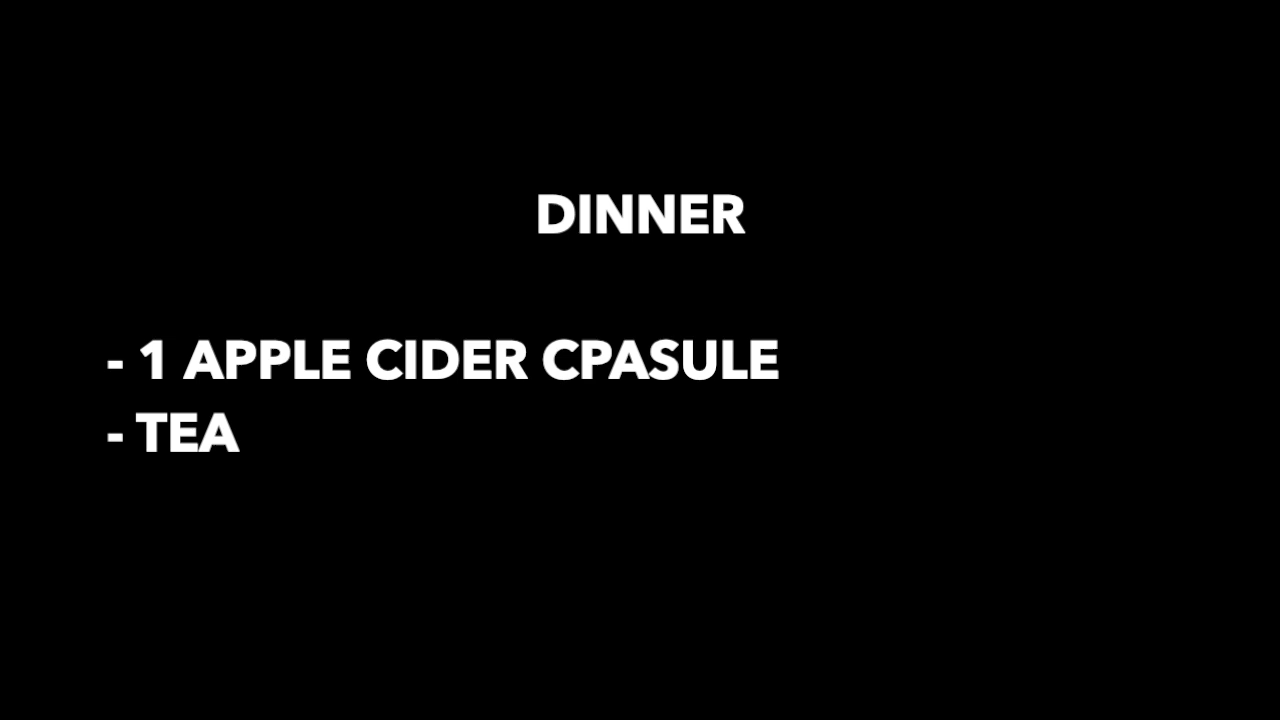 DINNER
- 1 APPLE CIDER CPASULE
- TEA